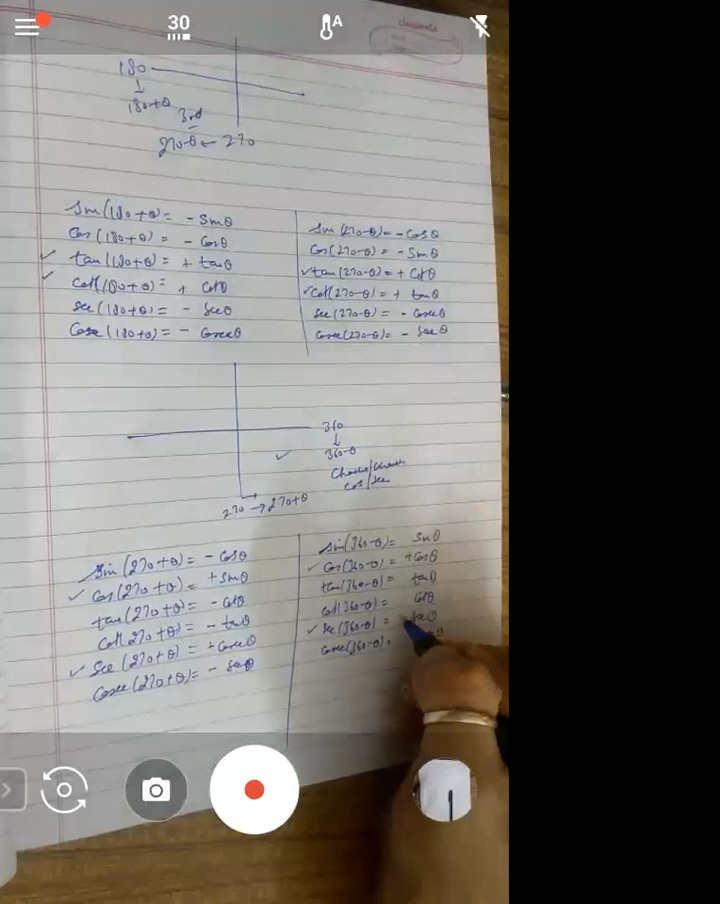 30
A
classmate
180
180+θ
270-θ ← 270
sin(180+θ)= - sinθ
cos(180+θ)= - cosθ
✓ tan(180+θ)= + tanθ
✓ cot(180+θ)= + cotθ
sec(180+θ)= - secθ
cosec(180+θ)= - cosecθ
sin(270-θ)= - cosθ
cos(270-θ)= - sinθ
✓ tan(270-θ)= + cotθ
✓ cot(270-θ)= + tanθ
sec(270-θ)= - cosecθ
cosec(270-θ)= - secθ
360
↓
360-θ
✓
cos/sec
270 → 270+θ
sin(270+θ)= - cosθ
✓ cos(270+θ)= +sinθ
tan(270+θ)= - cotθ
cot(270+θ)= - tanθ
✓ sec(270+θ)= +cosecθ
cosec(270+θ)= - secθ
sin(360-θ)= sinθ
✓ cos(360-θ)= +cosθ
tan(360-θ)= tanθ
cot(360-θ)= cotθ
✓ sec(360-θ)= secθ
cosec(360-θ)=